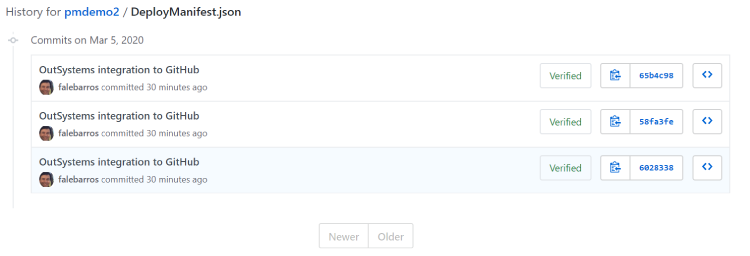 History for pmdemo2 / DeployManifest.json
Commits on Mar 5, 2020
OutSystems integration to GitHub
falebarros committed 30 minutes ago
Verified
65b4c98
OutSystems integration to GitHub
falebarros committed 30 minutes ago
Verified
58fa3fe
OutSystems integration to GitHub
falebarros committed 30 minutes ago
Verified
6028338
Newer Older